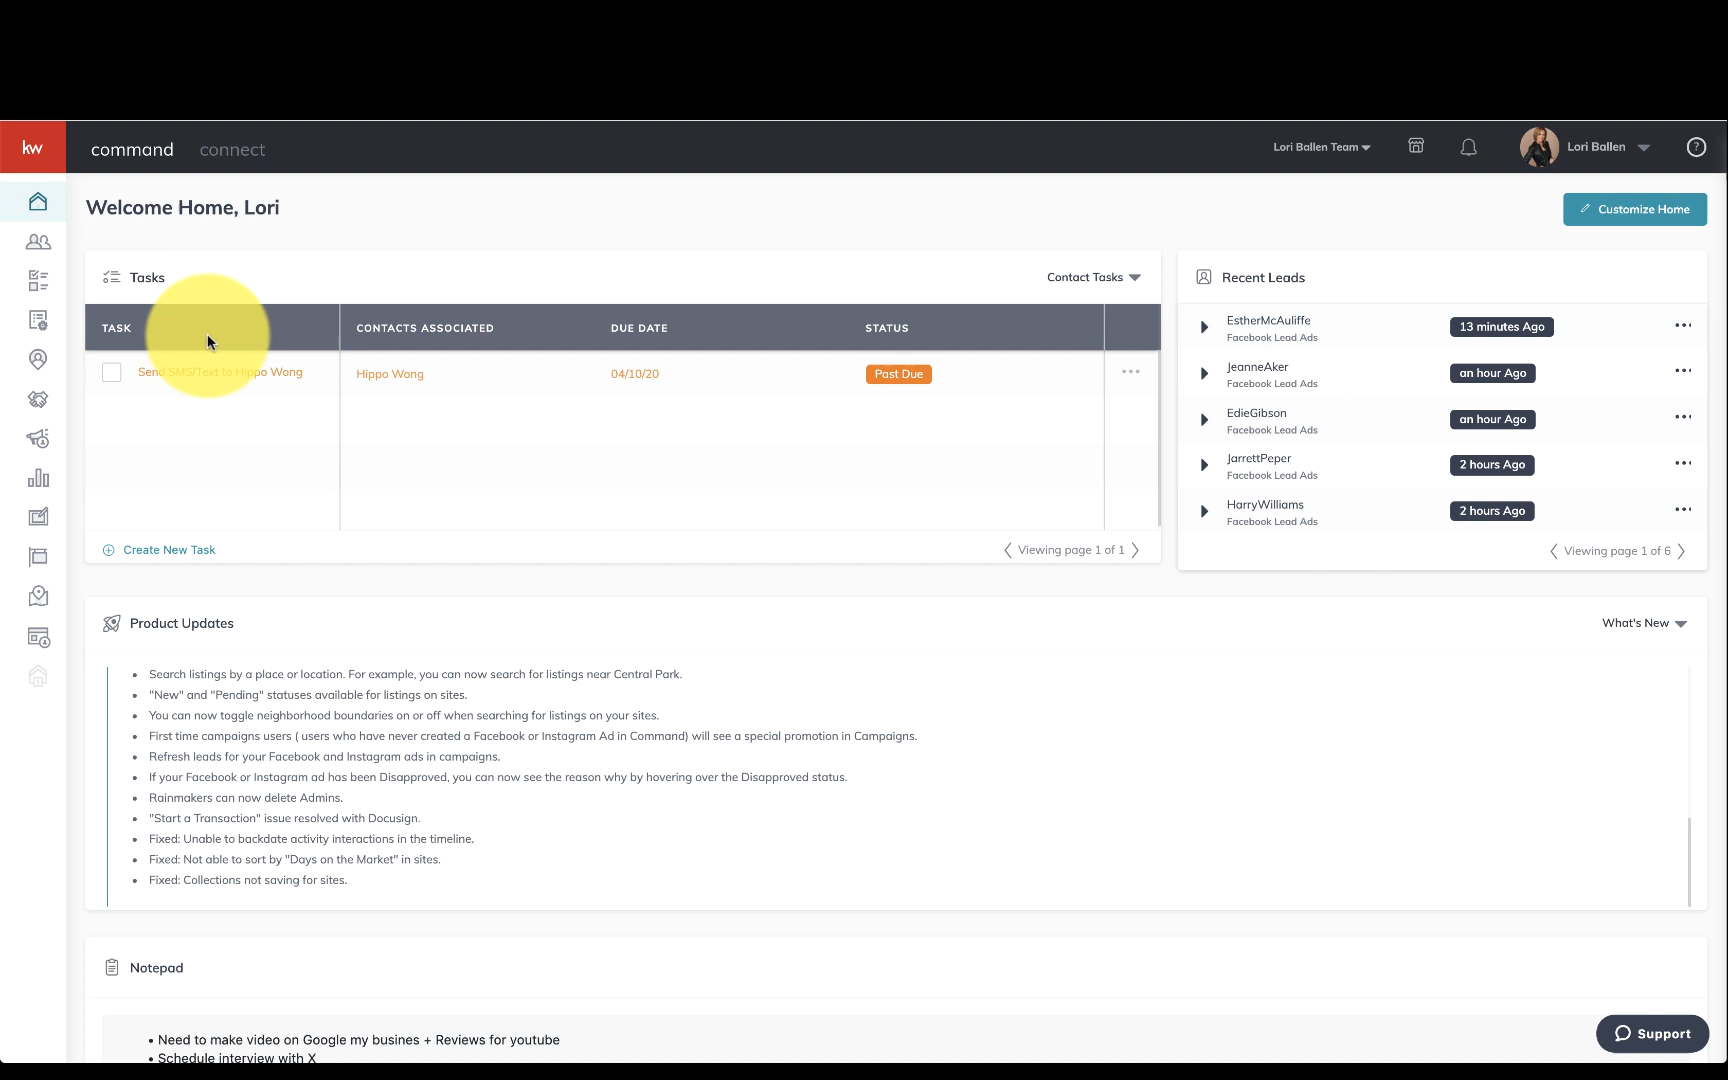 kw command connect Lori Ballen Team Lori Ballen ?
Welcome Home, Lori Customize Home
Tasks Contact Tasks
TASK CONTACTS ASSOCIATED DUE DATE STATUS
Send SMS/Text to Hippo Wong Hippo Wong 04/10/20 Past Due
Create New Task Viewing page 1 of 1
Recent Leads
EstherMcAuliffe 13 minutes Ago
Facebook Lead Ads
JeanneAker an hour Ago
Facebook Lead Ads
EdieGibson an hour Ago
Facebook Lead Ads
JarrettPeper 2 hours Ago
Facebook Lead Ads
HarryWilliams 2 hours Ago
Facebook Lead Ads
Viewing page 1 of 6
Product Updates What's New
• Search listings by a place or location. For example, you can now search for listings near Central Park.
• "New" and "Pending" statuses available for listings on sites.
• You can now toggle neighborhood boundaries on or off when searching for listings on your sites.
• First time campaigns users ( users who have never created a Facebook or Instagram Ad in Command) will see a special promotion in Campaigns.
• Refresh leads for your Facebook and Instagram ads in campaigns.
• If your Facebook or Instagram ad has been Disapproved, you can now see the reason why by hovering over the Disapproved status.
• Rainmakers can now delete Admins.
• "Start a Transaction" issue resolved with Docusign.
• Fixed: Unable to backdate activity interactions in the timeline.
• Fixed: Not able to sort by "Days on the Market" in sites.
• Fixed: Collections not saving for sites.
Notepad
• Need to make video on Google my busines + Reviews for youtube
• Schedule interview with X
Support